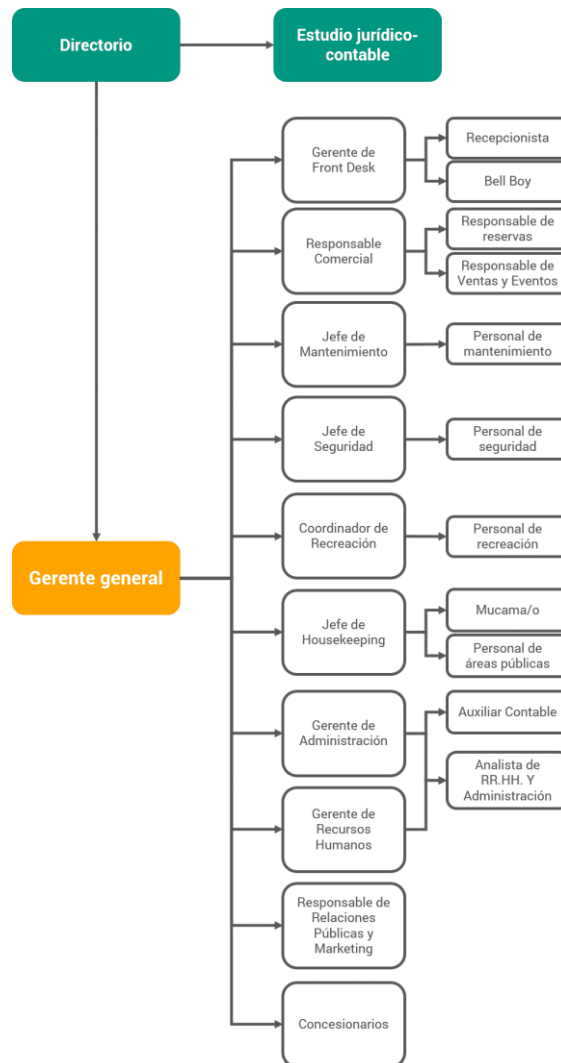 Directorio
Estudio jurídico-
contable
Gerente de
Front Desk
Recepcionista
Bell Boy
Responsable
Comercial
Responsable de
reservas
Responsable de
Ventas y Eventos
Jefe de
Mantenimiento
Personal de
mantenimiento
Jefe de
Seguridad
Personal de
seguridad
Coordinador de
Recreación
Personal de
recreación
Gerente general
Jefe de
Housekeeping
Mucama/o
Personal de
áreas públicas
Gerente de
Administración
Auxiliar Contable
Analista de
RR.HH. Y
Administración
Gerente de
Recursos
Humanos
Responsable de
Relaciones
Públicas y
Marketing
Concesionarios